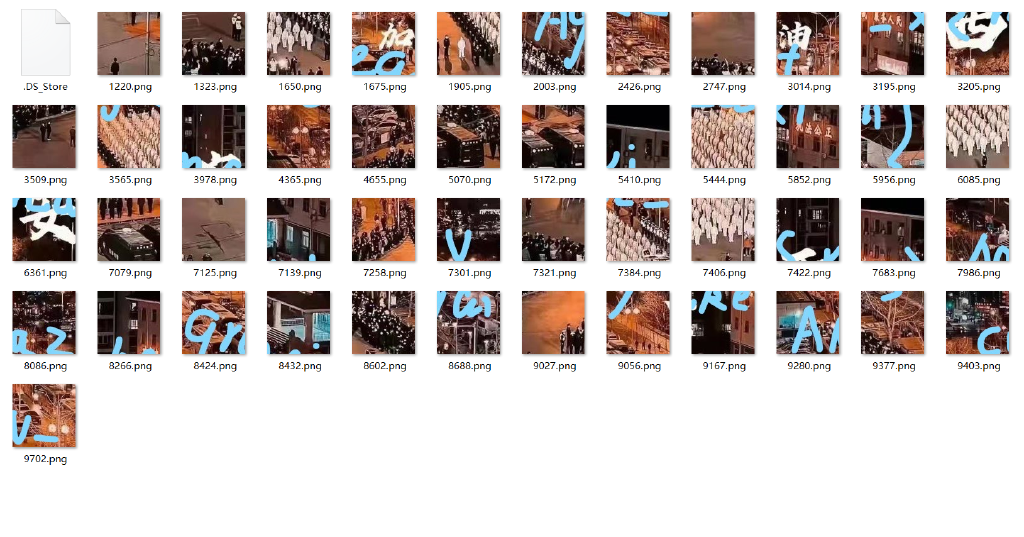 .DS_Store 1220.png 1323.png 1650.png 1675.png 1905.png 2003.png 2426.png 2747.png 3014.png 3195.png 3205.png
加 油
3509.png 3565.png 3978.png 4365.png 4655.png 5070.png 5172.png 5410.png 5444.png 5852.png 5956.png 6085.png
公正
6361.png 7079.png 7125.png 7139.png 7258.png 7301.png 7321.png 7384.png 7406.png 7422.png 7683.png 7986.png
8086.png 8266.png 8424.png 8432.png 8602.png 8688.png 9027.png 9056.png 9167.png 9280.png 9377.png 9403.png
9702.png